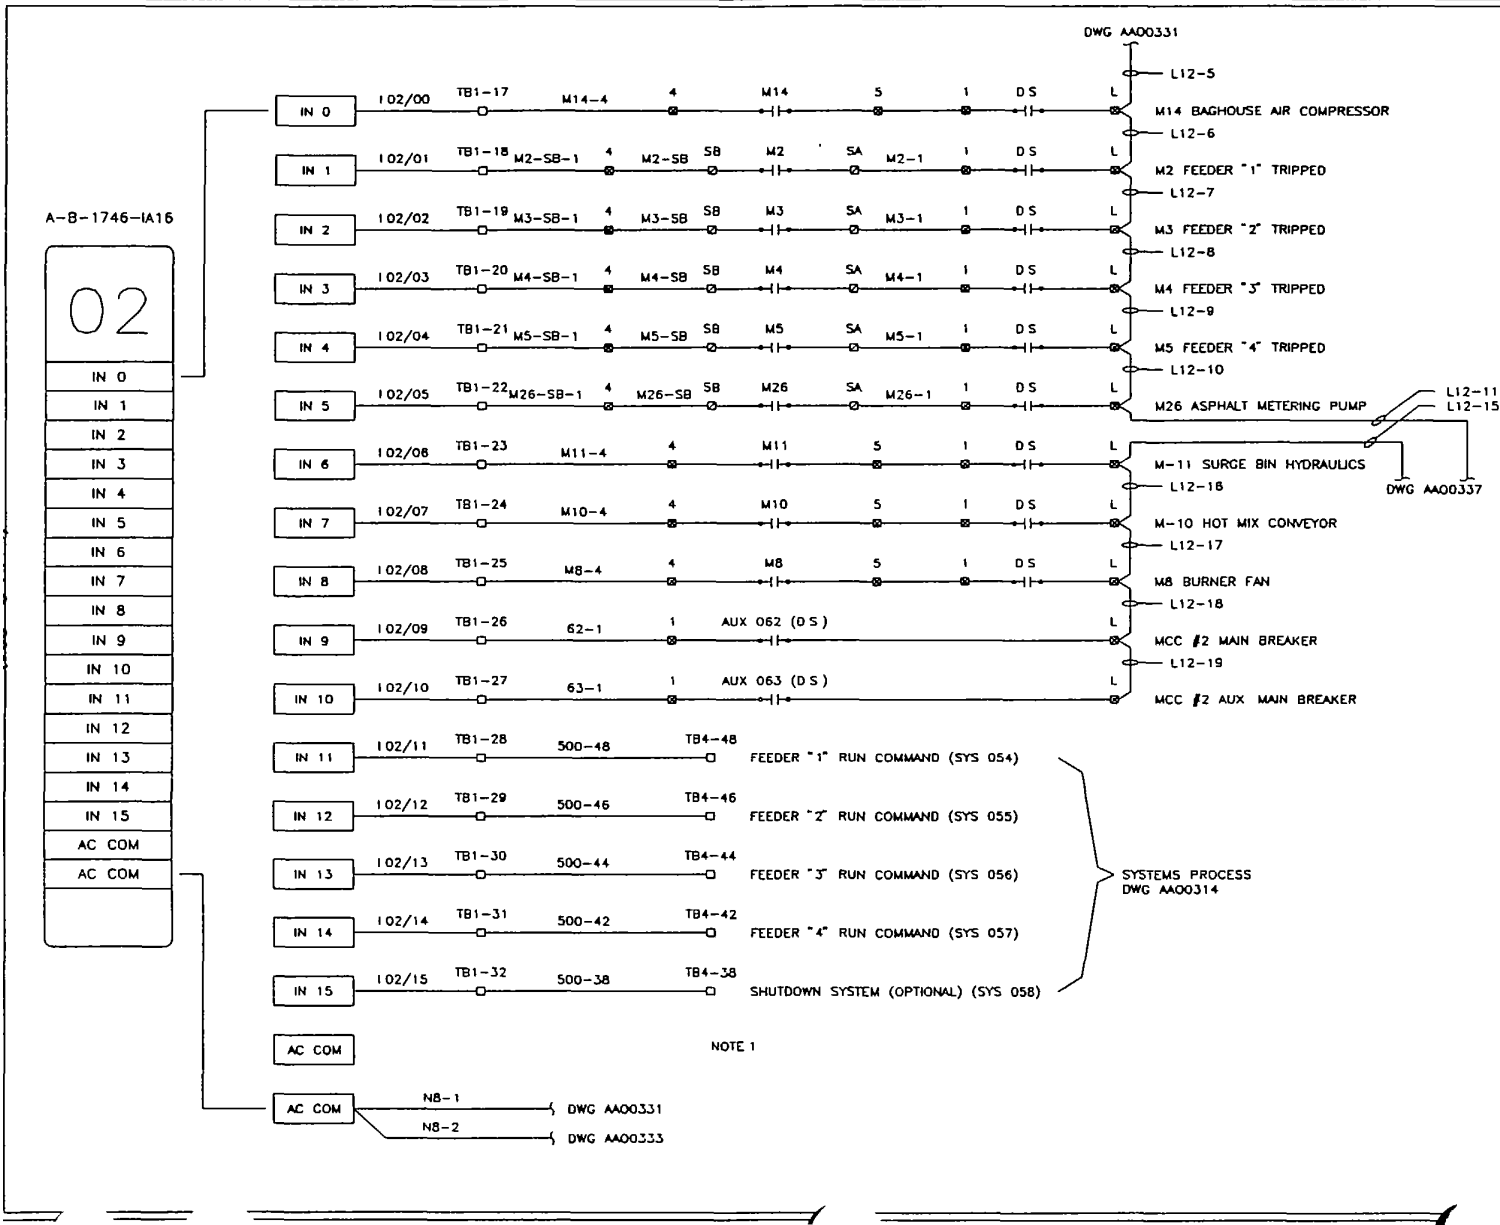 DWG AA00331
L12-5
I 02/00 TB1-17 M14-4 4 M14 5 1 DS L
IN 0 M14 BAGHOUSE AIR COMPRESSOR
L12-6
I 02/01 TB1-18 M2-SB-1 4 M2-SB SB M2 SA M2-1 1 DS L
IN 1 M2 FEEDER "1" TRIPPED
L12-7
I 02/02 TB1-19 M3-SB-1 4 M3-SB SB M3 SA M3-1 1 DS L
IN 2 M3 FEEDER "2" TRIPPED
L12-8
I 02/03 TB1-20 M4-SB-1 4 M4-SB SB M4 SA M4-1 1 DS L
IN 3 M4 FEEDER "3" TRIPPED
L12-9
I 02/04 TB1-21 M5-SB-1 4 M5-SB SB M5 SA M5-1 1 DS L
IN 4 M5 FEEDER "4" TRIPPED
L12-10
I 02/05 TB1-22 M26-SB-1 4 M26-SB SB M26 SA M26-1 1 DS L
IN 5 M26 ASPHALT METERING PUMP
L12-11
L12-15
I 02/06 TB1-23 M11-4 4 M11 5 1 DS L
IN 6 M-11 SURGE BIN HYDRAULICS
L12-16
DWG AA00337
I 02/07 TB1-24 M10-4 4 M10 5 1 DS L
IN 7 M-10 HOT MIX CONVEYOR
L12-17
I 02/08 TB1-25 M8-4 4 M8 5 1 DS L
IN 8 M8 BURNER FAN
L12-18
I 02/09 TB1-26 62-1 1 AUX 062 (DS) L
IN 9 MCC #2 MAIN BREAKER
L12-19
I 02/10 TB1-27 63-1 1 AUX 063 (DS) L
IN 10 MCC #2 AUX MAIN BREAKER
I 02/11 TB1-28 500-48 TB4-48
IN 11 FEEDER "1" RUN COMMAND (SYS 054)
I 02/12 TB1-29 500-46 TB4-46
IN 12 FEEDER "2" RUN COMMAND (SYS 055)
I 02/13 TB1-30 500-44 TB4-44
IN 13 FEEDER "3" RUN COMMAND (SYS 056)
I 02/14 TB1-31 500-42 TB4-42
IN 14 FEEDER "4" RUN COMMAND (SYS 057)
I 02/15 TB1-32 500-38 TB4-38
IN 15 SHUTDOWN SYSTEM (OPTIONAL) (SYS 058)
SYSTEMS PROCESS
DWG AA00314
AC COM NOTE 1
AC COM
N8-1 DWG AA00331
N8-2 DWG AA00333
A-B-1746-IA16
02
IN 0
IN 1
IN 2
IN 3
IN 4
IN 5
IN 6
IN 7
IN 8
IN 9
IN 10
IN 11
IN 12
IN 13
IN 14
IN 15
AC COM
AC COM